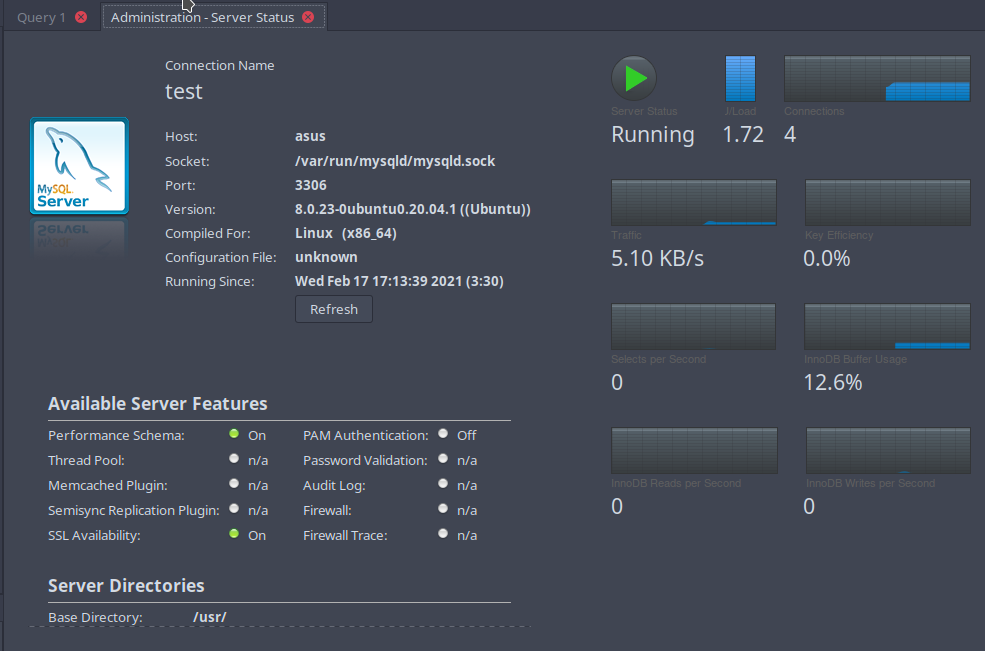 Query 1
Administration - Server Status
Connection Name
test
MySQL
Server
Host: asus
Socket: /var/run/mysqld/mysqld.sock
Port: 3306
Version: 8.0.23-0ubuntu0.20.04.1 ((Ubuntu))
Compiled For: Linux (x86_64)
Configuration File: unknown
Running Since: Wed Feb 17 17:13:39 2021 (3:30)
Refresh
Available Server Features
Performance Schema: On PAM Authentication: Off
Thread Pool: n/a Password Validation: n/a
Memcached Plugin: n/a Audit Log: n/a
Semisync Replication Plugin: n/a Firewall: n/a
SSL Availability: On Firewall Trace: n/a
Server Directories
Base Directory: /usr/
Server Status
Running
J/Load
1.72
Connections
4
Traffic
5.10 KB/s
Key Efficiency
0.0%
Selects per Second
0
InnoDB Buffer Usage
12.6%
InnoDB Reads per Second
0
InnoDB Writes per Second
0